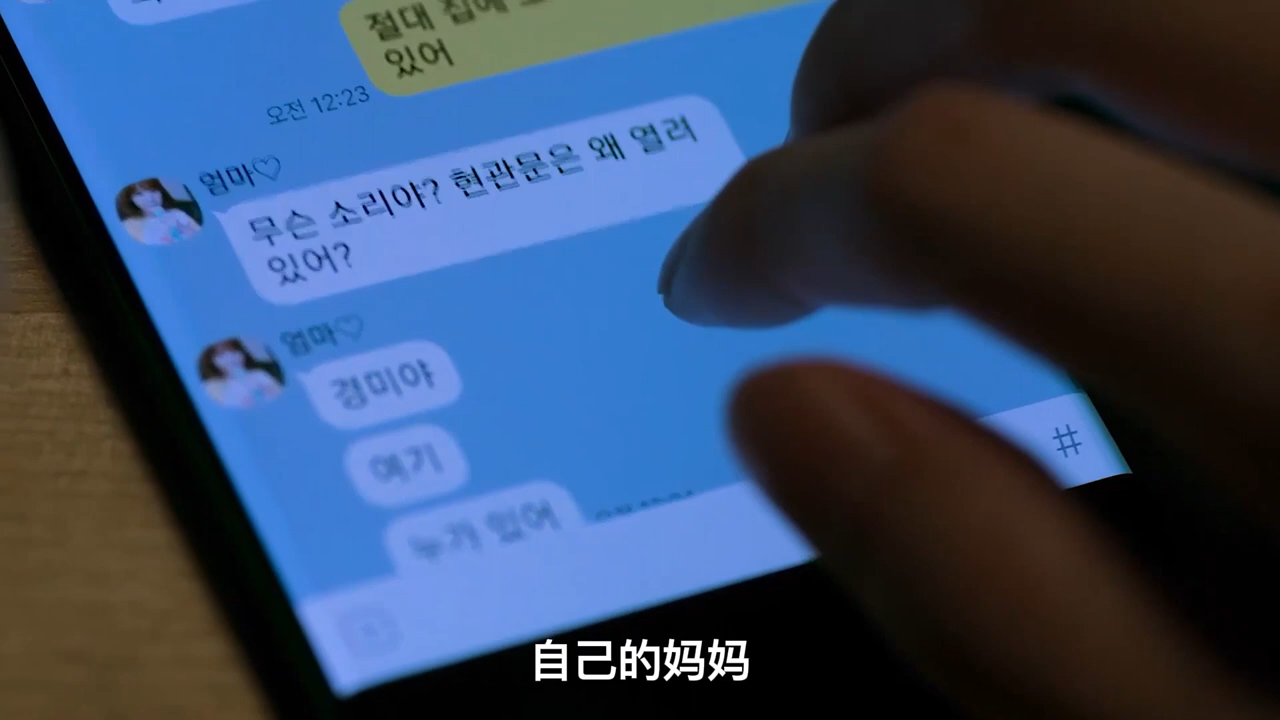 절대 집에
있어
오전 12:23
엄마♡
무슨 소리야? 현관문은 왜 열려
있어?
엄마♡
경미야
여기
누가 있어
#
自己的妈妈